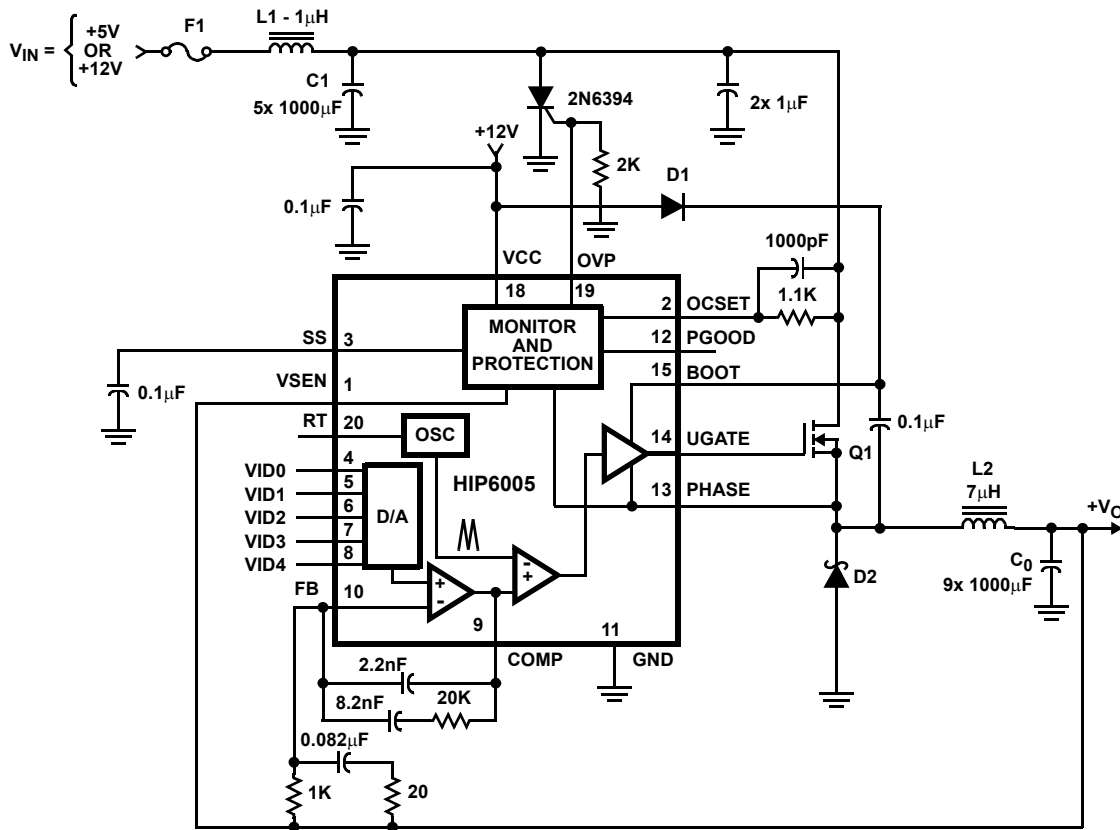 +5V
VIN = OR
+12V
F1
L1 - 1μH
C1
5x 1000μF
2N6394
2x 1μF
+12V
2K
D1
0.1μF
1000pF
VCC
OVP
18
19
2
OCSET
1.1K
MONITOR
AND
PROTECTION
12
PGOOD
SS
3
15
BOOT
0.1μF
VSEN
1
0.1μF
RT
20
OSC
14
UGATE
Q1
VID0
4
HIP6005
L2
7μH
VID1
5
13
PHASE
VID2
6
D/A
+VO
VID3
7
VID4
8
+
-
-
+
D2
C0
9x 1000μF
FB
10
9
11
COMP
GND
2.2nF
8.2nF
20K
0.082μF
1K
20